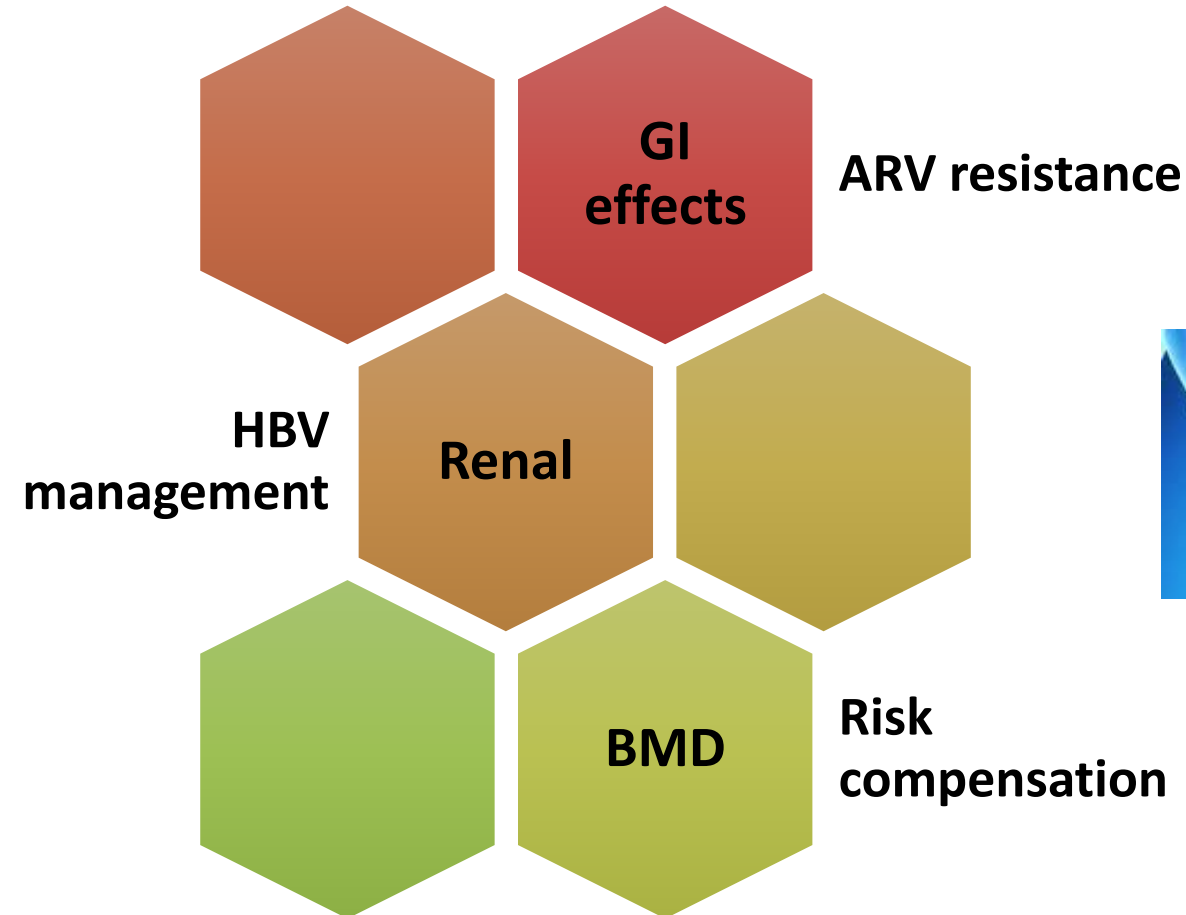 GI
effects
ARV resistance
HBV
management
Renal
BMD
Risk
compensation